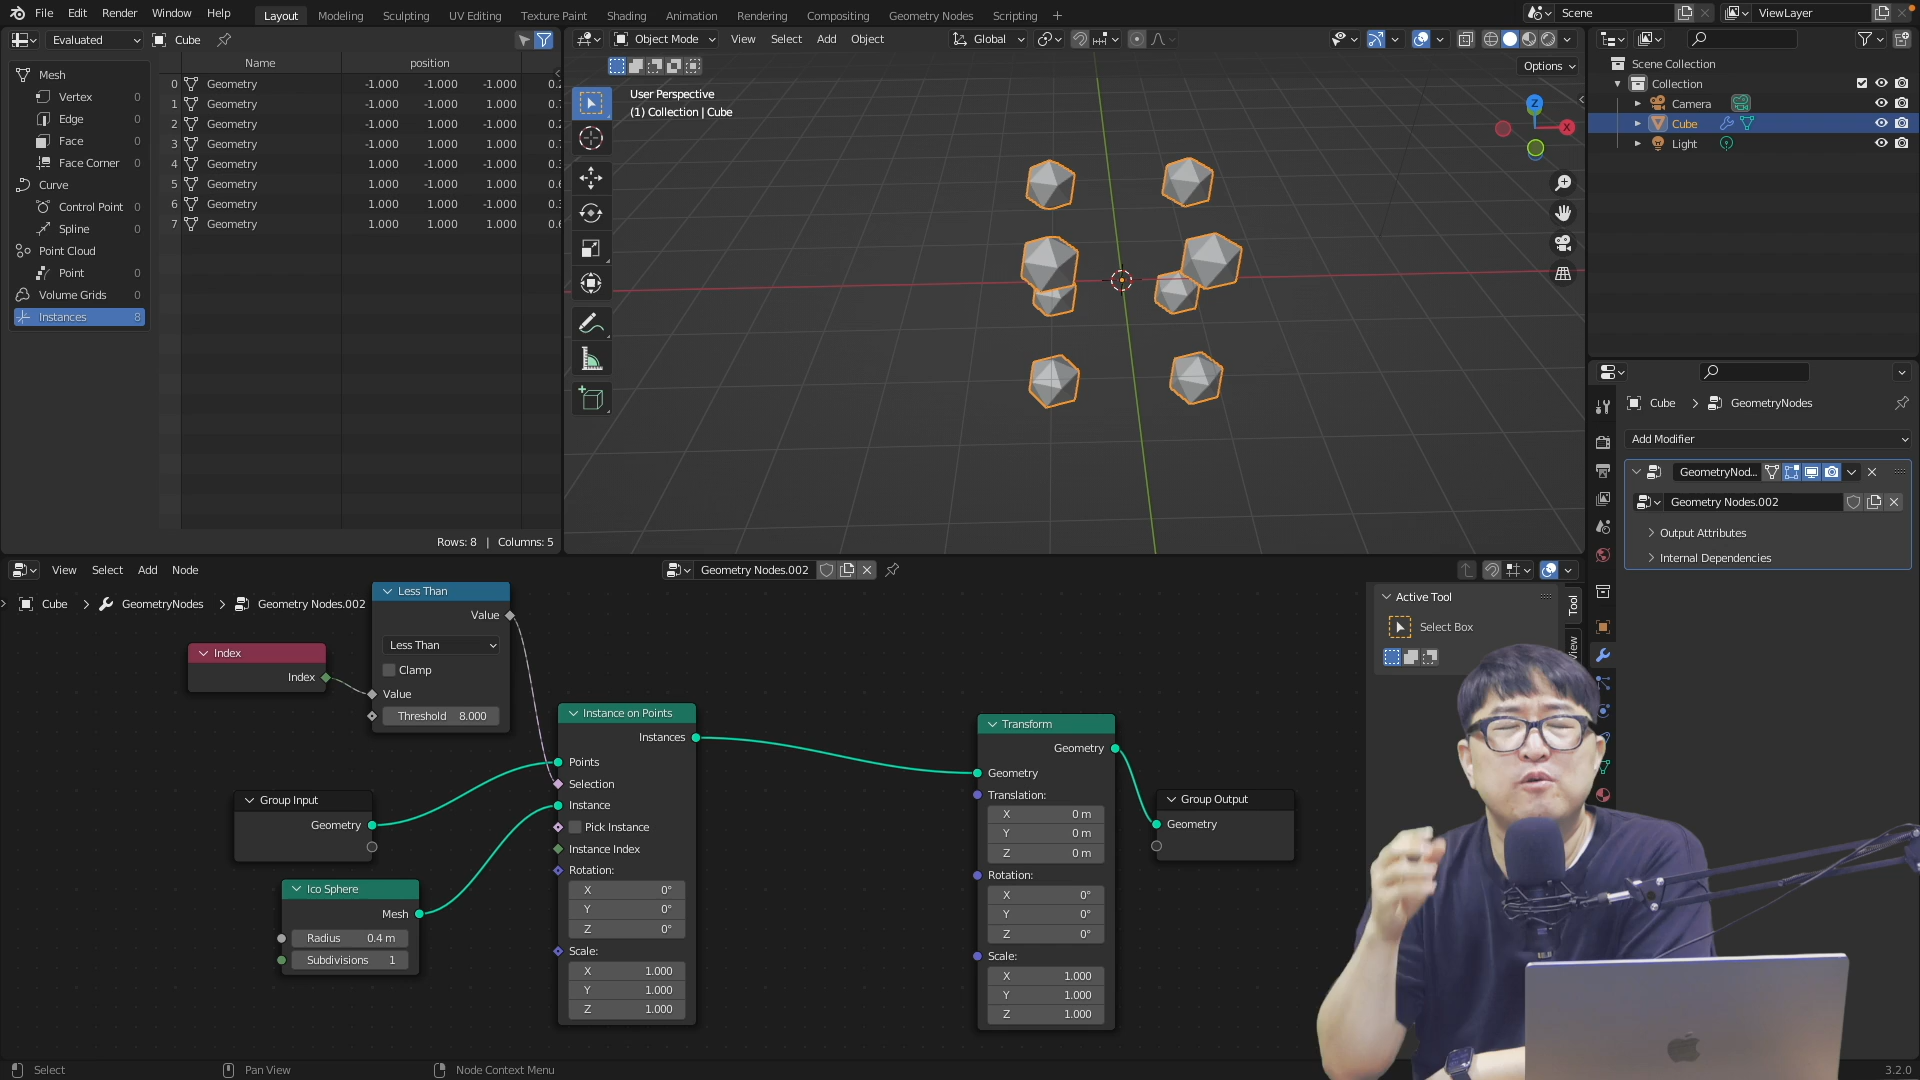 File Edit Render Window Help
Layout Modeling Sculpting UV Editing Texture Paint Shading Animation Rendering Compositing Geometry Nodes Scripting +
Scene
ViewLayer
Evaluated
Cube
Object Mode View Select Add Object
Global
Options
Name position
Mesh
Vertex 0
Edge 0
Face 0
Face Corner 0
Curve
Control Point 0
Spline 0
Point Cloud
Point 0
Volume Grids 0
Instances 8
0 Geometry -1.000 -1.000 -1.000
1 Geometry -1.000 -1.000 1.000
2 Geometry -1.000 1.000 -1.000
3 Geometry -1.000 1.000 1.000
4 Geometry 1.000 -1.000 -1.000
5 Geometry 1.000 -1.000 1.000
6 Geometry 1.000 1.000 -1.000
7 Geometry 1.000 1.000 1.000
Rows: 8 | Columns: 5
User Perspective
(1) Collection | Cube
Z
X
Scene Collection
Collection
Camera
Cube
Light
Cube > GeometryNodes
Add Modifier
GeometryNod...
Geometry Nodes.002
Output Attributes
Internal Dependencies
View Select Add Node
Geometry Nodes.002
Cube > GeometryNodes > Geometry Nodes.002
Index
Index
Less Than
Value
Less Than
Clamp
Value
Threshold 8.000
Group Input
Geometry
Ico Sphere
Mesh
Radius 0.4 m
Subdivisions 1
Instance on Points
Instances
Points
Selection
Instance
Pick Instance
Instance Index
Rotation:
X 0°
Y 0°
Z 0°
Scale:
X 1.000
Y 1.000
Z 1.000
Transform
Geometry
Geometry
Translation:
X 0 m
Y 0 m
Z 0 m
Rotation:
X 0°
Y 0°
Z 0°
Scale:
X 1.000
Y 1.000
Z 1.000
Group Output
Geometry
Active Tool
Select Box
Tool
View
Select
Pan View
Node Context Menu
3.2.0